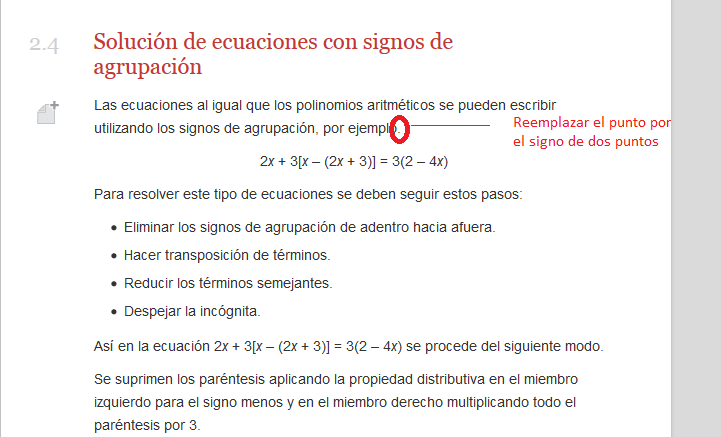 2.4
Solución de ecuaciones con signos de
agrupación
Las ecuaciones al igual que los polinomios aritméticos se pueden escribir
utilizando los signos de agrupación, por ejemplo.
Reemplazar el punto por
el signo de dos puntos
2x + 3[x – (2x + 3)] = 3(2 – 4x)
Para resolver este tipo de ecuaciones se deben seguir estos pasos:
• Eliminar los signos de agrupación de adentro hacia afuera.
• Hacer transposición de términos.
• Reducir los términos semejantes.
• Despejar la incógnita.
Así en la ecuación 2x + 3[x – (2x + 3)] = 3(2 – 4x) se procede del siguiente modo.
Se suprimen los paréntesis aplicando la propiedad distributiva en el miembro
izquierdo para el signo menos y en el miembro derecho multiplicando todo el
paréntesis por 3.